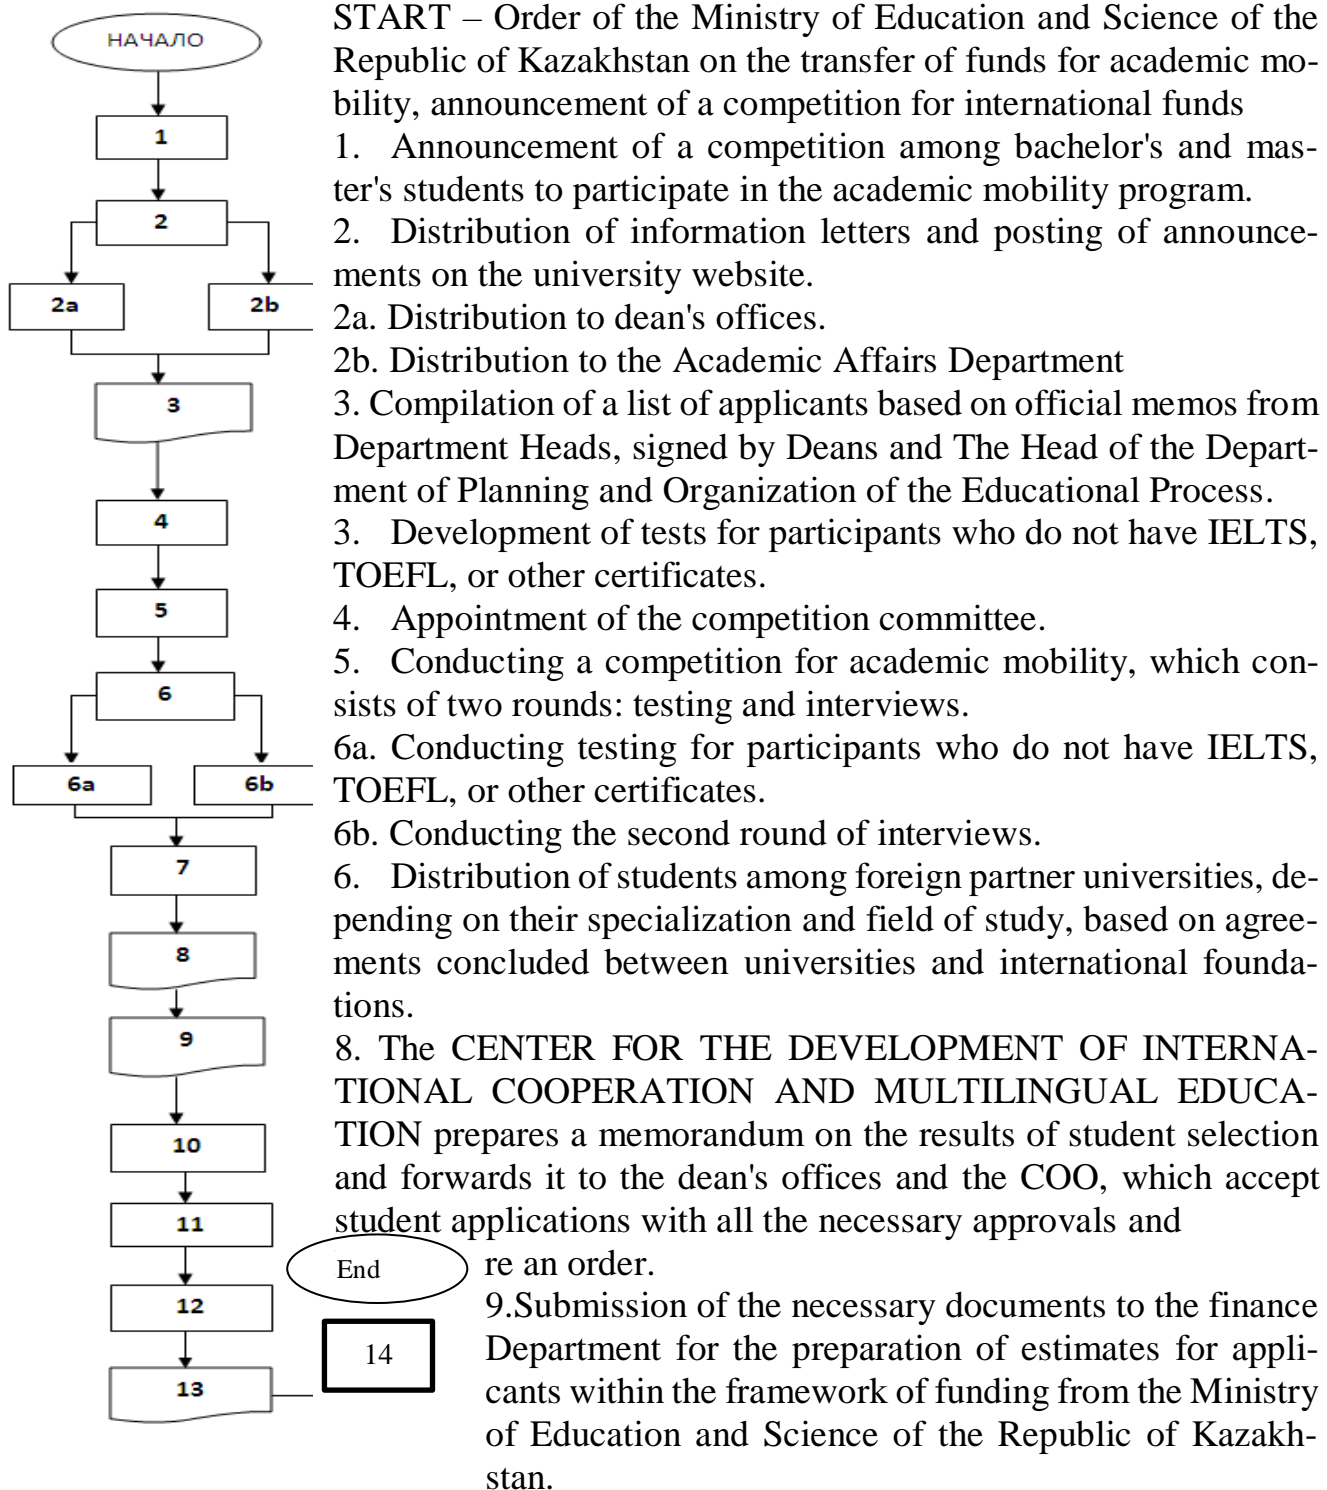 НАЧАЛО
1
2
2a
2b
3
4
5
6
6a
6b
7
8
9
10
11
12
13
End
14
START – Order of the Ministry of Education and Science of the
Republic of Kazakhstan on the transfer of funds for academic mo-
bility, announcement of a competition for international funds
1. Announcement of a competition among bachelor's and mas-
ter's students to participate in the academic mobility program.
2. Distribution of information letters and posting of announce-
ments on the university website.
2a. Distribution to dean's offices.
2b. Distribution to the Academic Affairs Department
3. Compilation of a list of applicants based on official memos from
Department Heads, signed by Deans and The Head of the Depart-
ment of Planning and Organization of the Educational Process.
3. Development of tests for participants who do not have IELTS,
TOEFL, or other certificates.
4. Appointment of the competition committee.
5. Conducting a competition for academic mobility, which con-
sists of two rounds: testing and interviews.
6a. Conducting testing for participants who do not have IELTS,
TOEFL, or other certificates.
6b. Conducting the second round of interviews.
6. Distribution of students among foreign partner universities, de-
pending on their specialization and field of study, based on agree-
ments concluded between universities and international founda-
tions.
8. The CENTER FOR THE DEVELOPMENT OF INTERNA-
TIONAL COOPERATION AND MULTILINGUAL EDUCA-
TION prepares a memorandum on the results of student selection
and forwards it to the dean's offices and the COO, which accept
student applications with all the necessary approvals and
re an order.
9.Submission of the necessary documents to the finance
Department for the preparation of estimates for appli-
cants within the framework of funding from the Ministry
of Education and Science of the Republic of Kazakh-
stan.